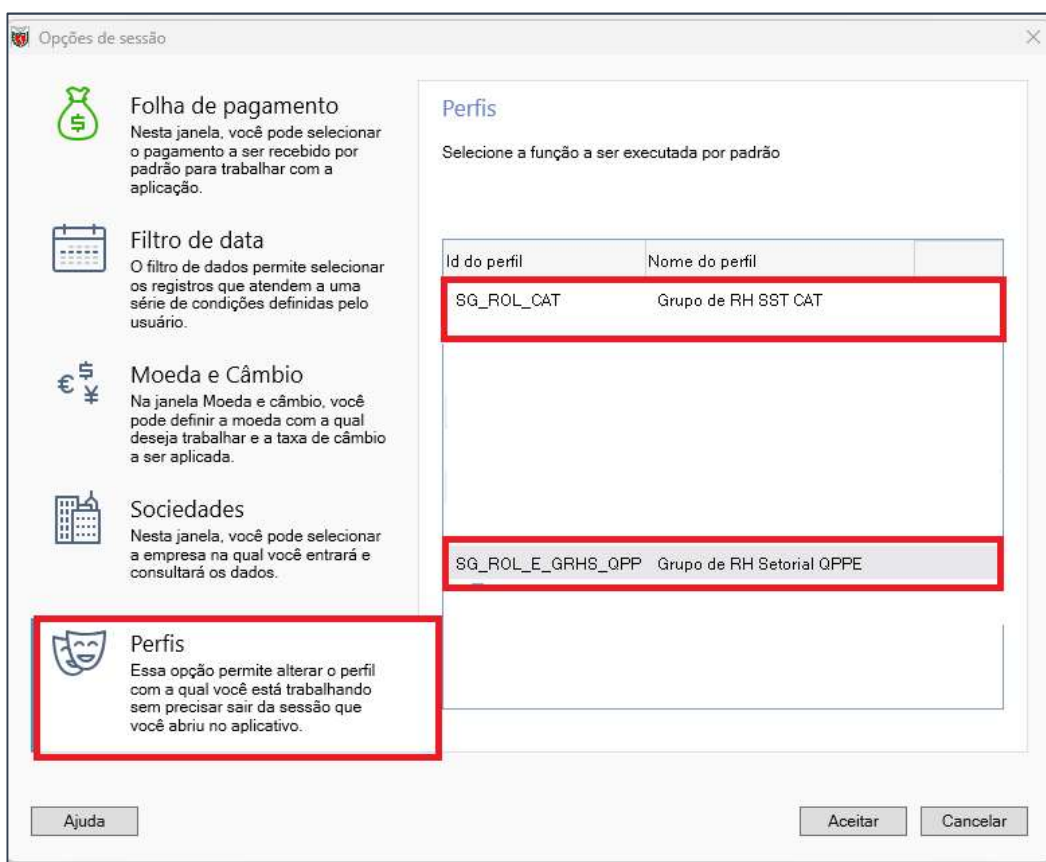 Opções de sessão
Folha de pagamento
Nesta janela, você pode selecionar
o pagamento a ser recebido por
padrão para trabalhar com a
aplicação.
Filtro de data
O filtro de dados permite selecionar
os registros que atendem a uma
série de condições definidas pelo
usuário.
Moeda e Câmbio
Na janela Moeda e câmbio, você
pode definir a moeda com a qual
deseja trabalhar e a taxa de câmbio
a ser aplicada.
Sociedades
Nesta janela, você pode selecionar
a empresa na qual você entrará e
consultará os dados.
Perfis
Essa opção permite alterar o perfil
com a qual você está trabalhando
sem precisar sair da sessão que
você abriu no aplicativo.
Perfis
Selecione a função a ser executada por padrão
Id do perfil Nome do perfil
SG_ROL_CAT Grupo de RH SST CAT
SG_ROL_E_GRHS_QPP Grupo de RH Setorial QPPE
Ajuda Aceitar Cancelar